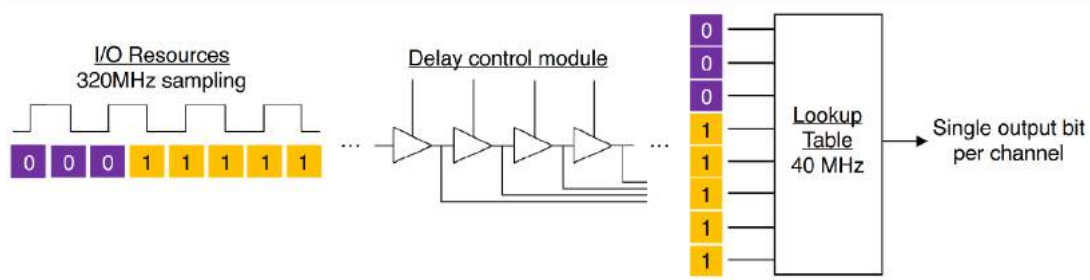 I/O Resources
320MHz sampling
0 0 0 1 1 1 1 1
...
Delay control module
...
0
0
0
1
1
1
1
1
Lookup
Table
40 MHz
Single output bit
per channel